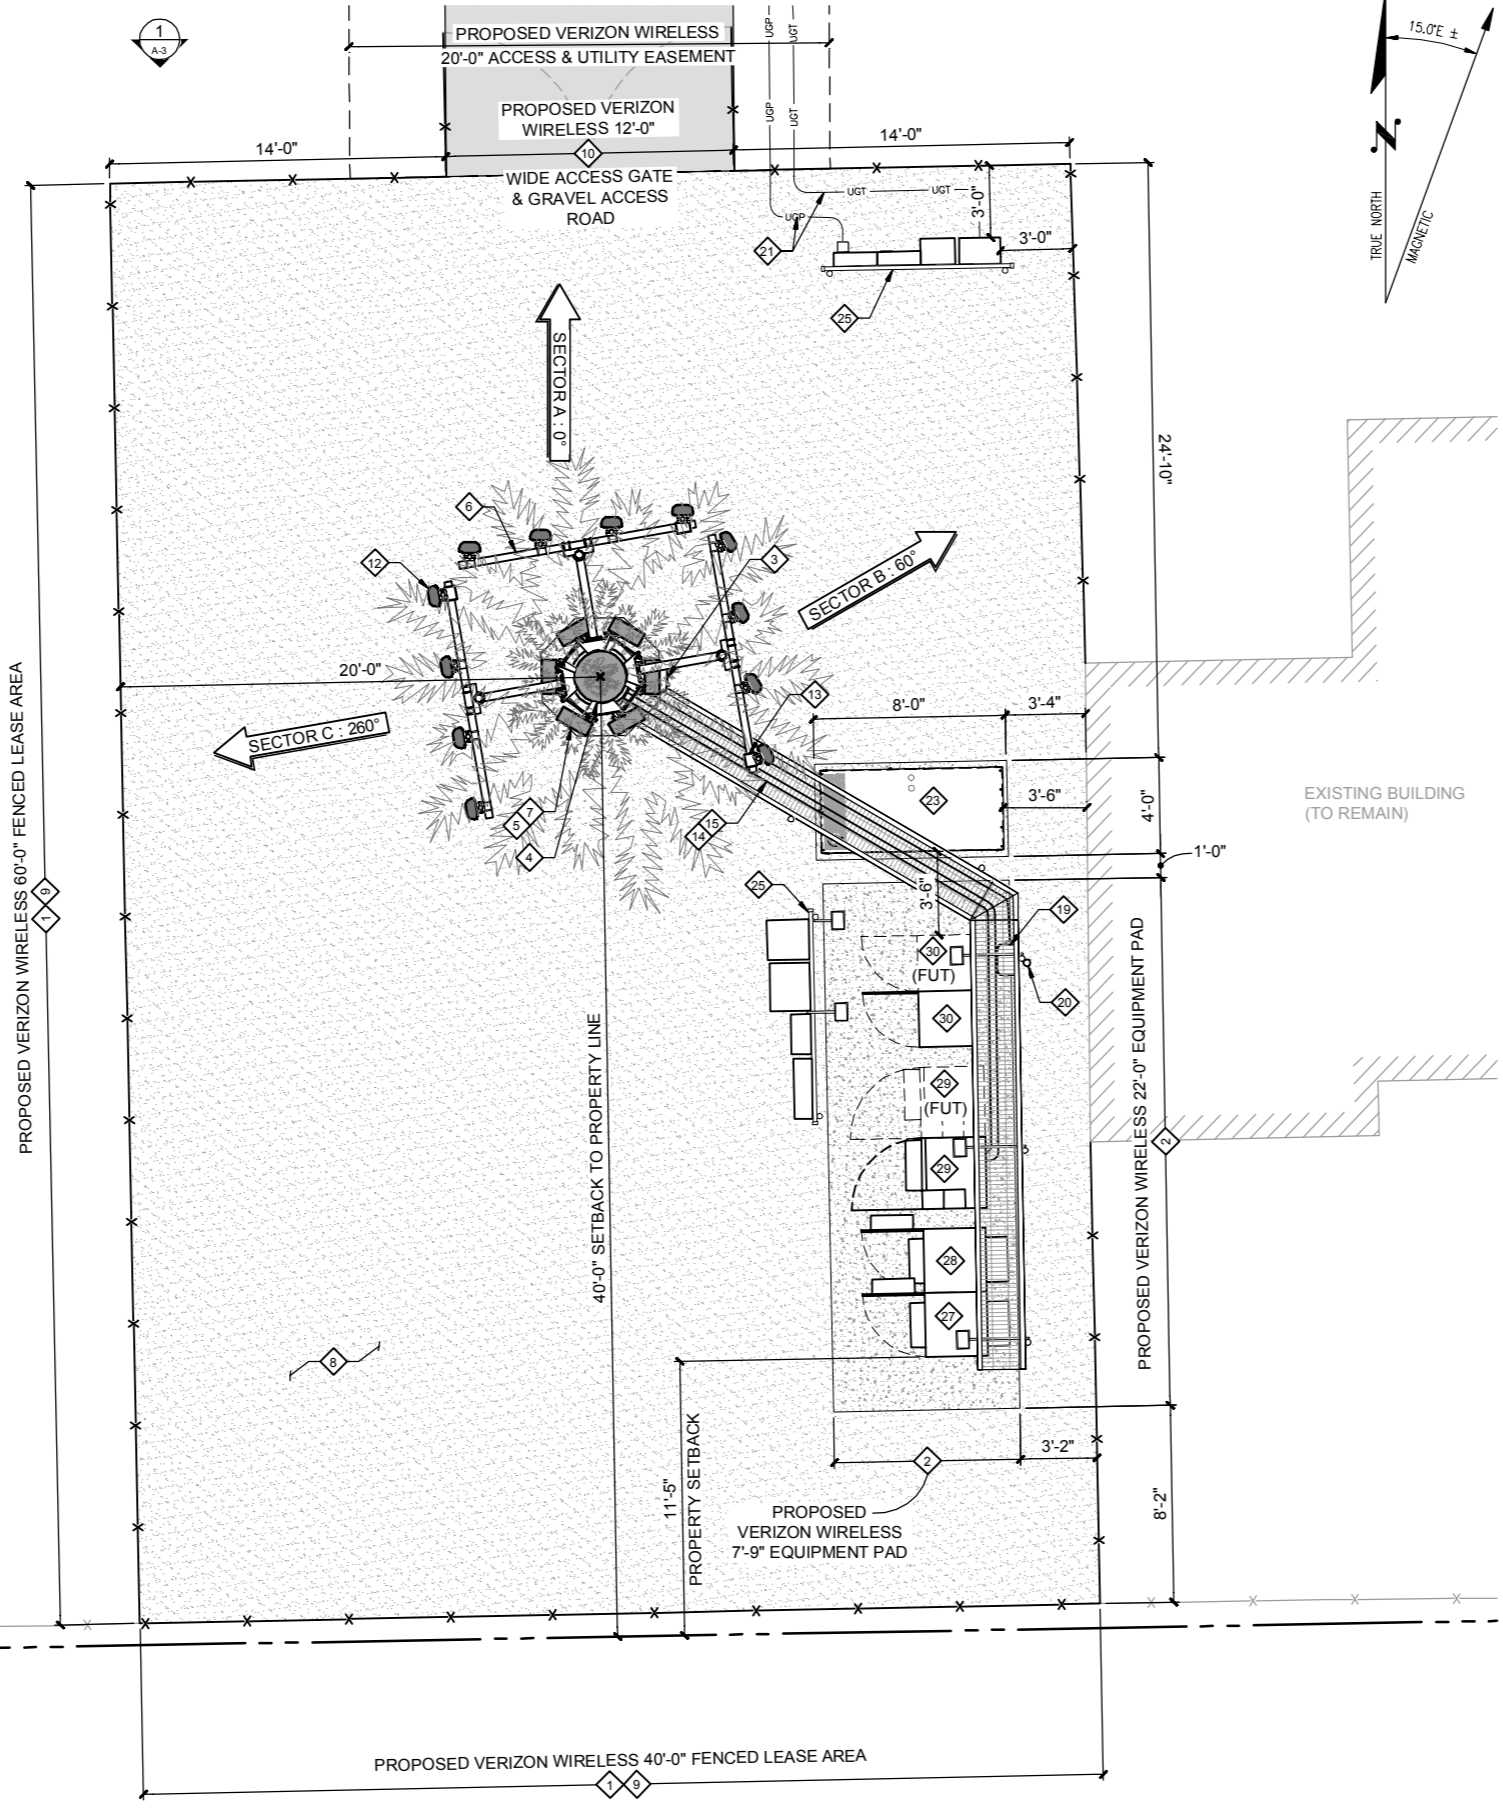 1
A-3
PROPOSED VERIZON WIRELESS
20'-0" ACCESS & UTILITY EASEMENT
UGP
UGT
15.0°E ±
PROPOSED VERIZON
WIRELESS 12'-0"
UGP
UGT
14'-0"
10
14'-0"
WIDE ACCESS GATE
& GRAVEL ACCESS
ROAD
UGT
UGT
UGP
3'-0"
3'-0"
21
25
N
TRUE NORTH
MAGNETIC
SECTOR A : 0°
24'-10"
6
12
3
SECTOR B : 60°
20'-0"
13
8'-0"
3'-4"
SECTOR C : 260°
23
3'-6"
4'-0"
EXISTING BUILDING
(TO REMAIN)
7
5
4
15
14
1'-0"
3'-6"
25
19
30
(FUT)
20
30
29
(FUT)
29
28
27
PROPOSED VERIZON WIRELESS 60'-0" FENCED LEASE AREA
9
1
40'-0" SETBACK TO PROPERTY LINE
PROPOSED VERIZON WIRELESS 22'-0" EQUIPMENT PAD
2
8
11'-5"
PROPERTY SETBACK
2
3'-2"
8'-2"
PROPOSED
VERIZON WIRELESS
7'-9" EQUIPMENT PAD
PROPOSED VERIZON WIRELESS 40'-0" FENCED LEASE AREA
1
9